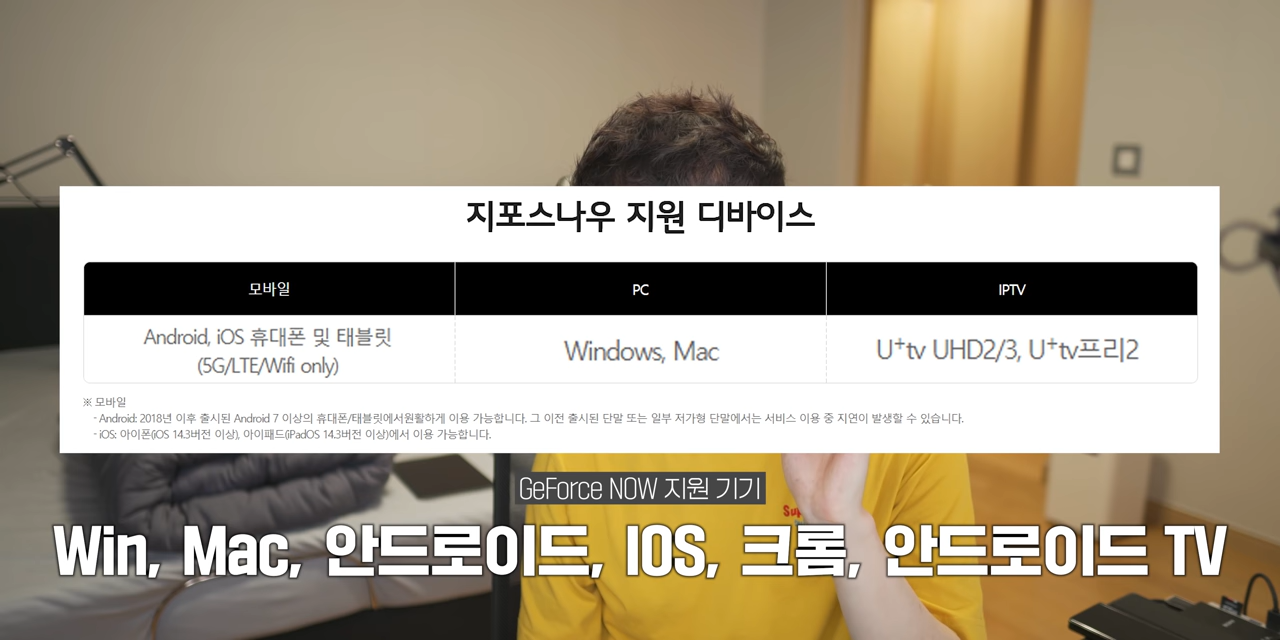 지포스나우 지원 디바이스
모바일
PC
IPTV
Android, iOS 휴대폰 및 태블릿
(5G/LTE/Wifi only)
Windows, Mac
U+tv UHD2/3, U+tv프리2
※ 모바일
- Android: 2018년 이후 출시된 Android 7 이상의 휴대폰/태블릿에서원활하게 이용 가능합니다. 그 이전 출시된 단말 또는 일부 저가형 단말에서는 서비스 이용 중 지연이 발생할 수 있습니다.
- iOS: 아이폰(iOS 14.3버전 이상), 아이패드(iPadOS 14.3버전 이상)에서 이용 가능합니다.
GeForce NOW 지원 기기
Sup
Win, Mac, 안드로이드, IOS, 크롬, 안드로이드 TV